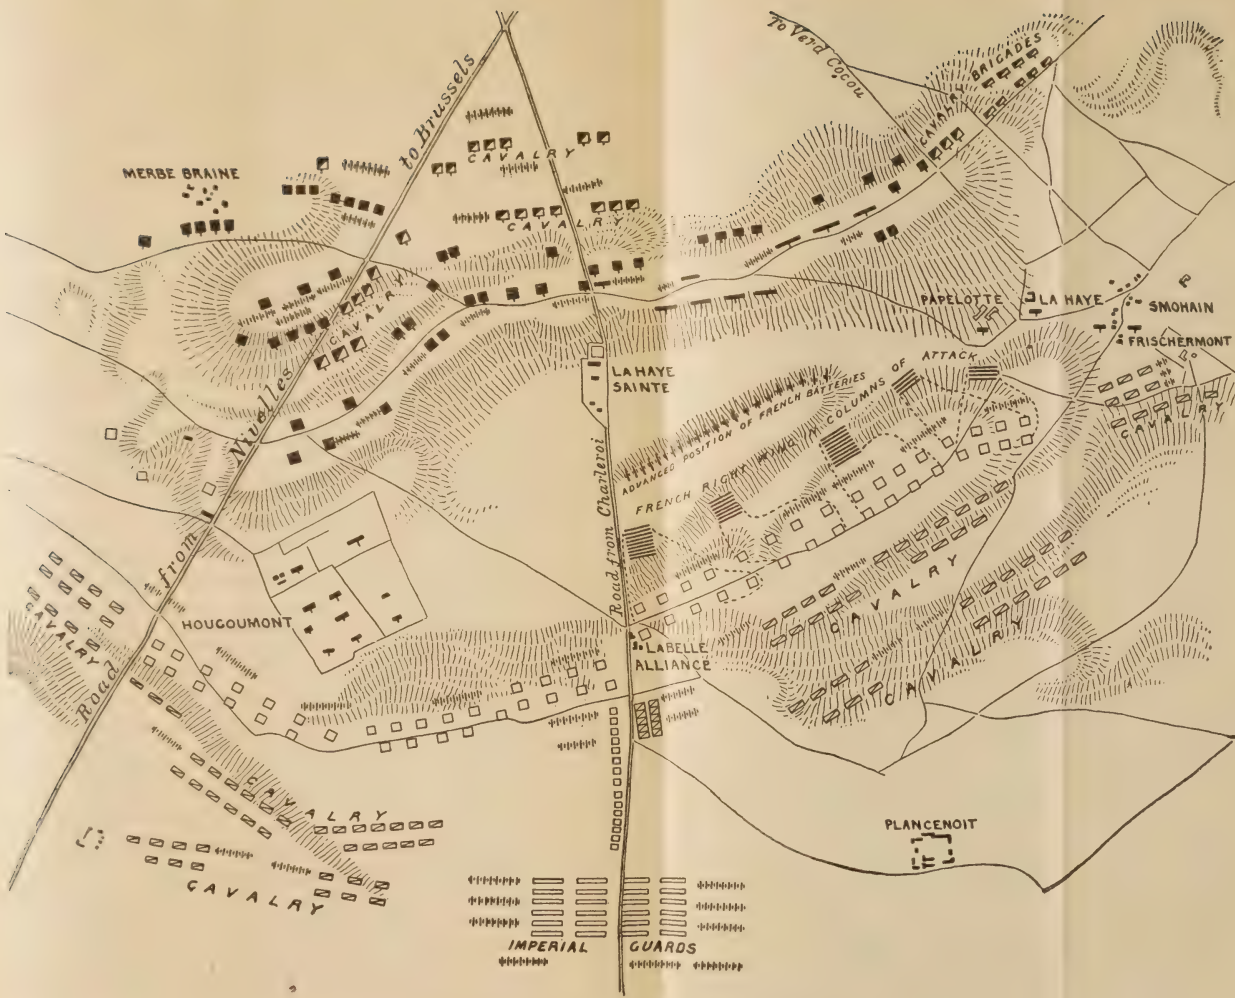 To Verd Cocou
CAVALRY BRIGADES
to Brussels
CAVALRY
MERBE BRAINE
CAVALRY
CAVALRY
PAPELOTTE
LA HAYE
SMOHAIN
FRISCHERMONT
CAVALRY
LA HAYE
SAINTE
ADVANCED POSITION OF FRENCH BATTERIES
FRENCH RIGHT WING IN COLUMNS OF ATTACK
Road from Nivelles
Road from Charleroi
HOUGOUMONT
CAVALRY
LABELLE
ALLIANCE
CAVALRY
CAVALRY
CAVALRY
CAVALRY
PLANCENOIT
IMPERIAL GUARDS